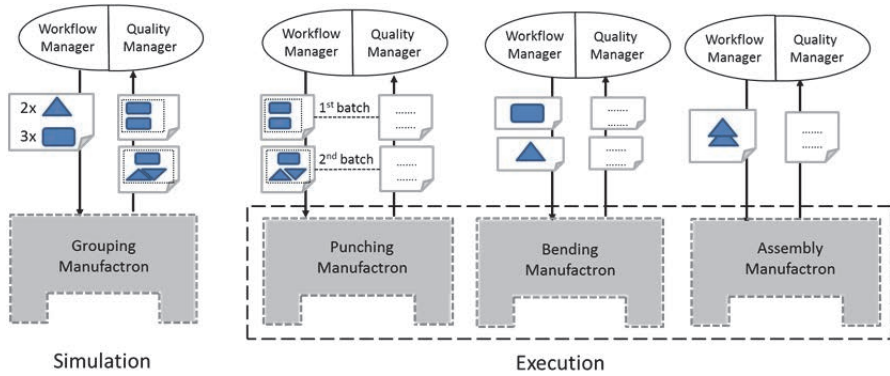 Workflow
Manager
Quality
Manager
2x
3x
Grouping
Manufactron
Simulation
Workflow
Manager
Quality
Manager
1st batch
2nd batch
.......
......
.......
......
Punching
Manufactron
Workflow
Manager
Quality
Manager
.......
......
.......
......
Bending
Manufactron
Workflow
Manager
Quality
Manager
.......
......
Assembly
Manufactron
Execution